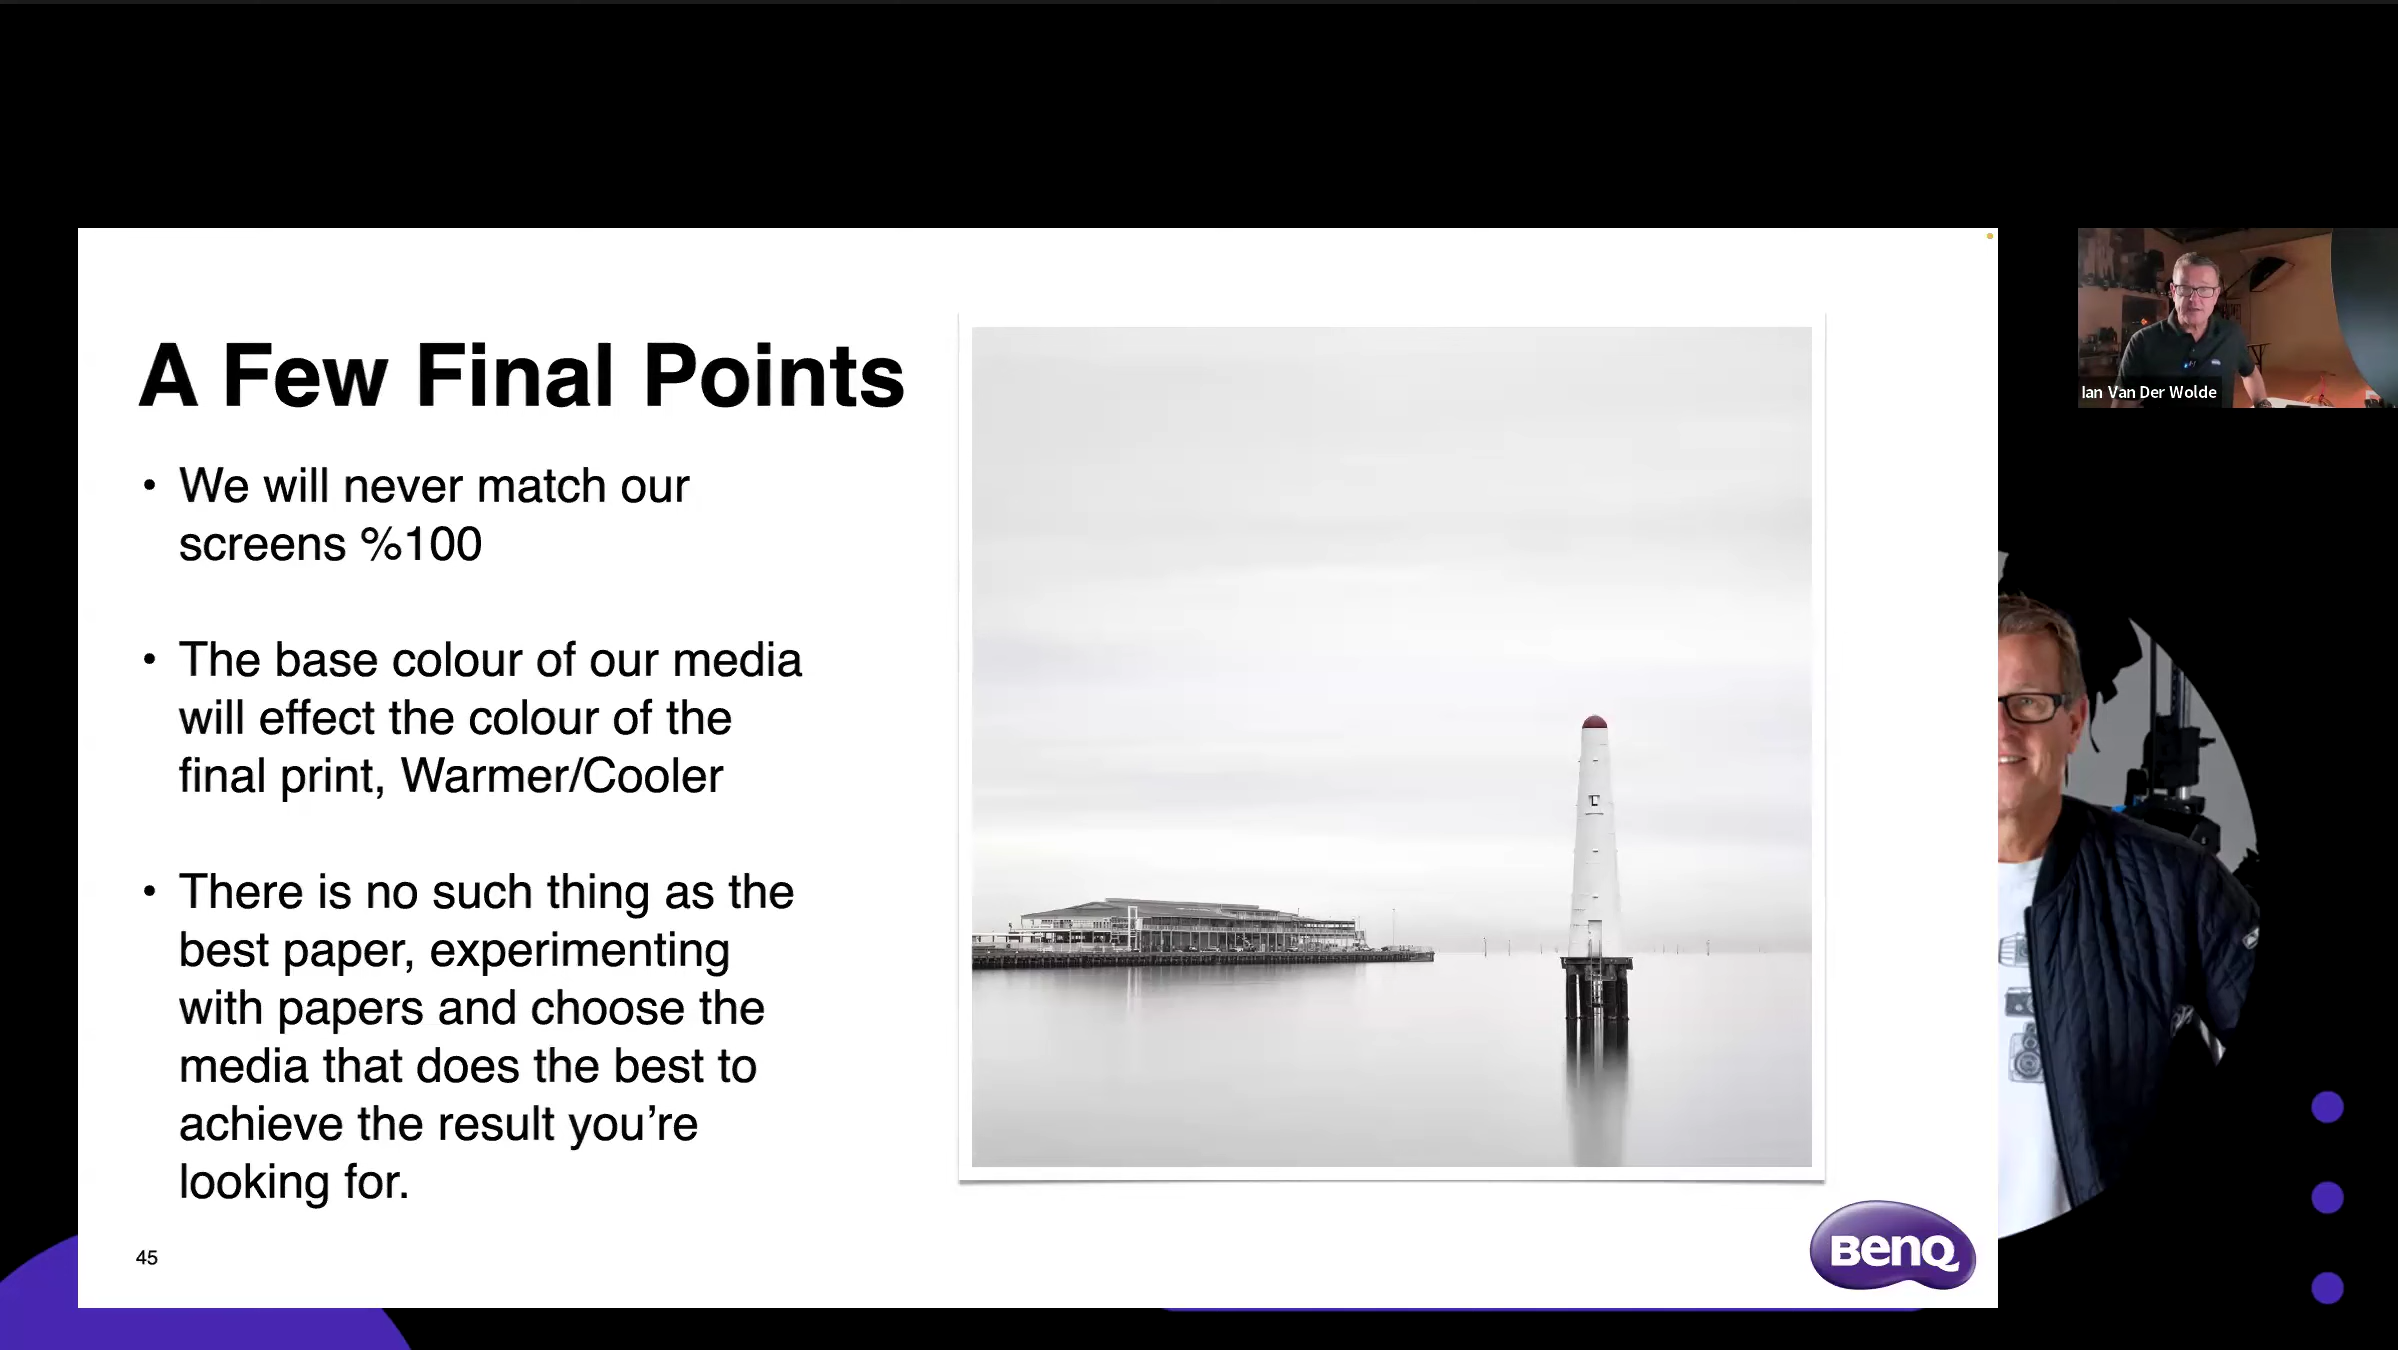 A Few Final Points
• We will never match our
screens %100
• The base colour of our media
will effect the colour of the
final print, Warmer/Cooler
• There is no such thing as the
best paper, experimenting
with papers and choose the
media that does the best to
achieve the result you’re
looking for.
45
BenQ
Ian Van Der Wolde